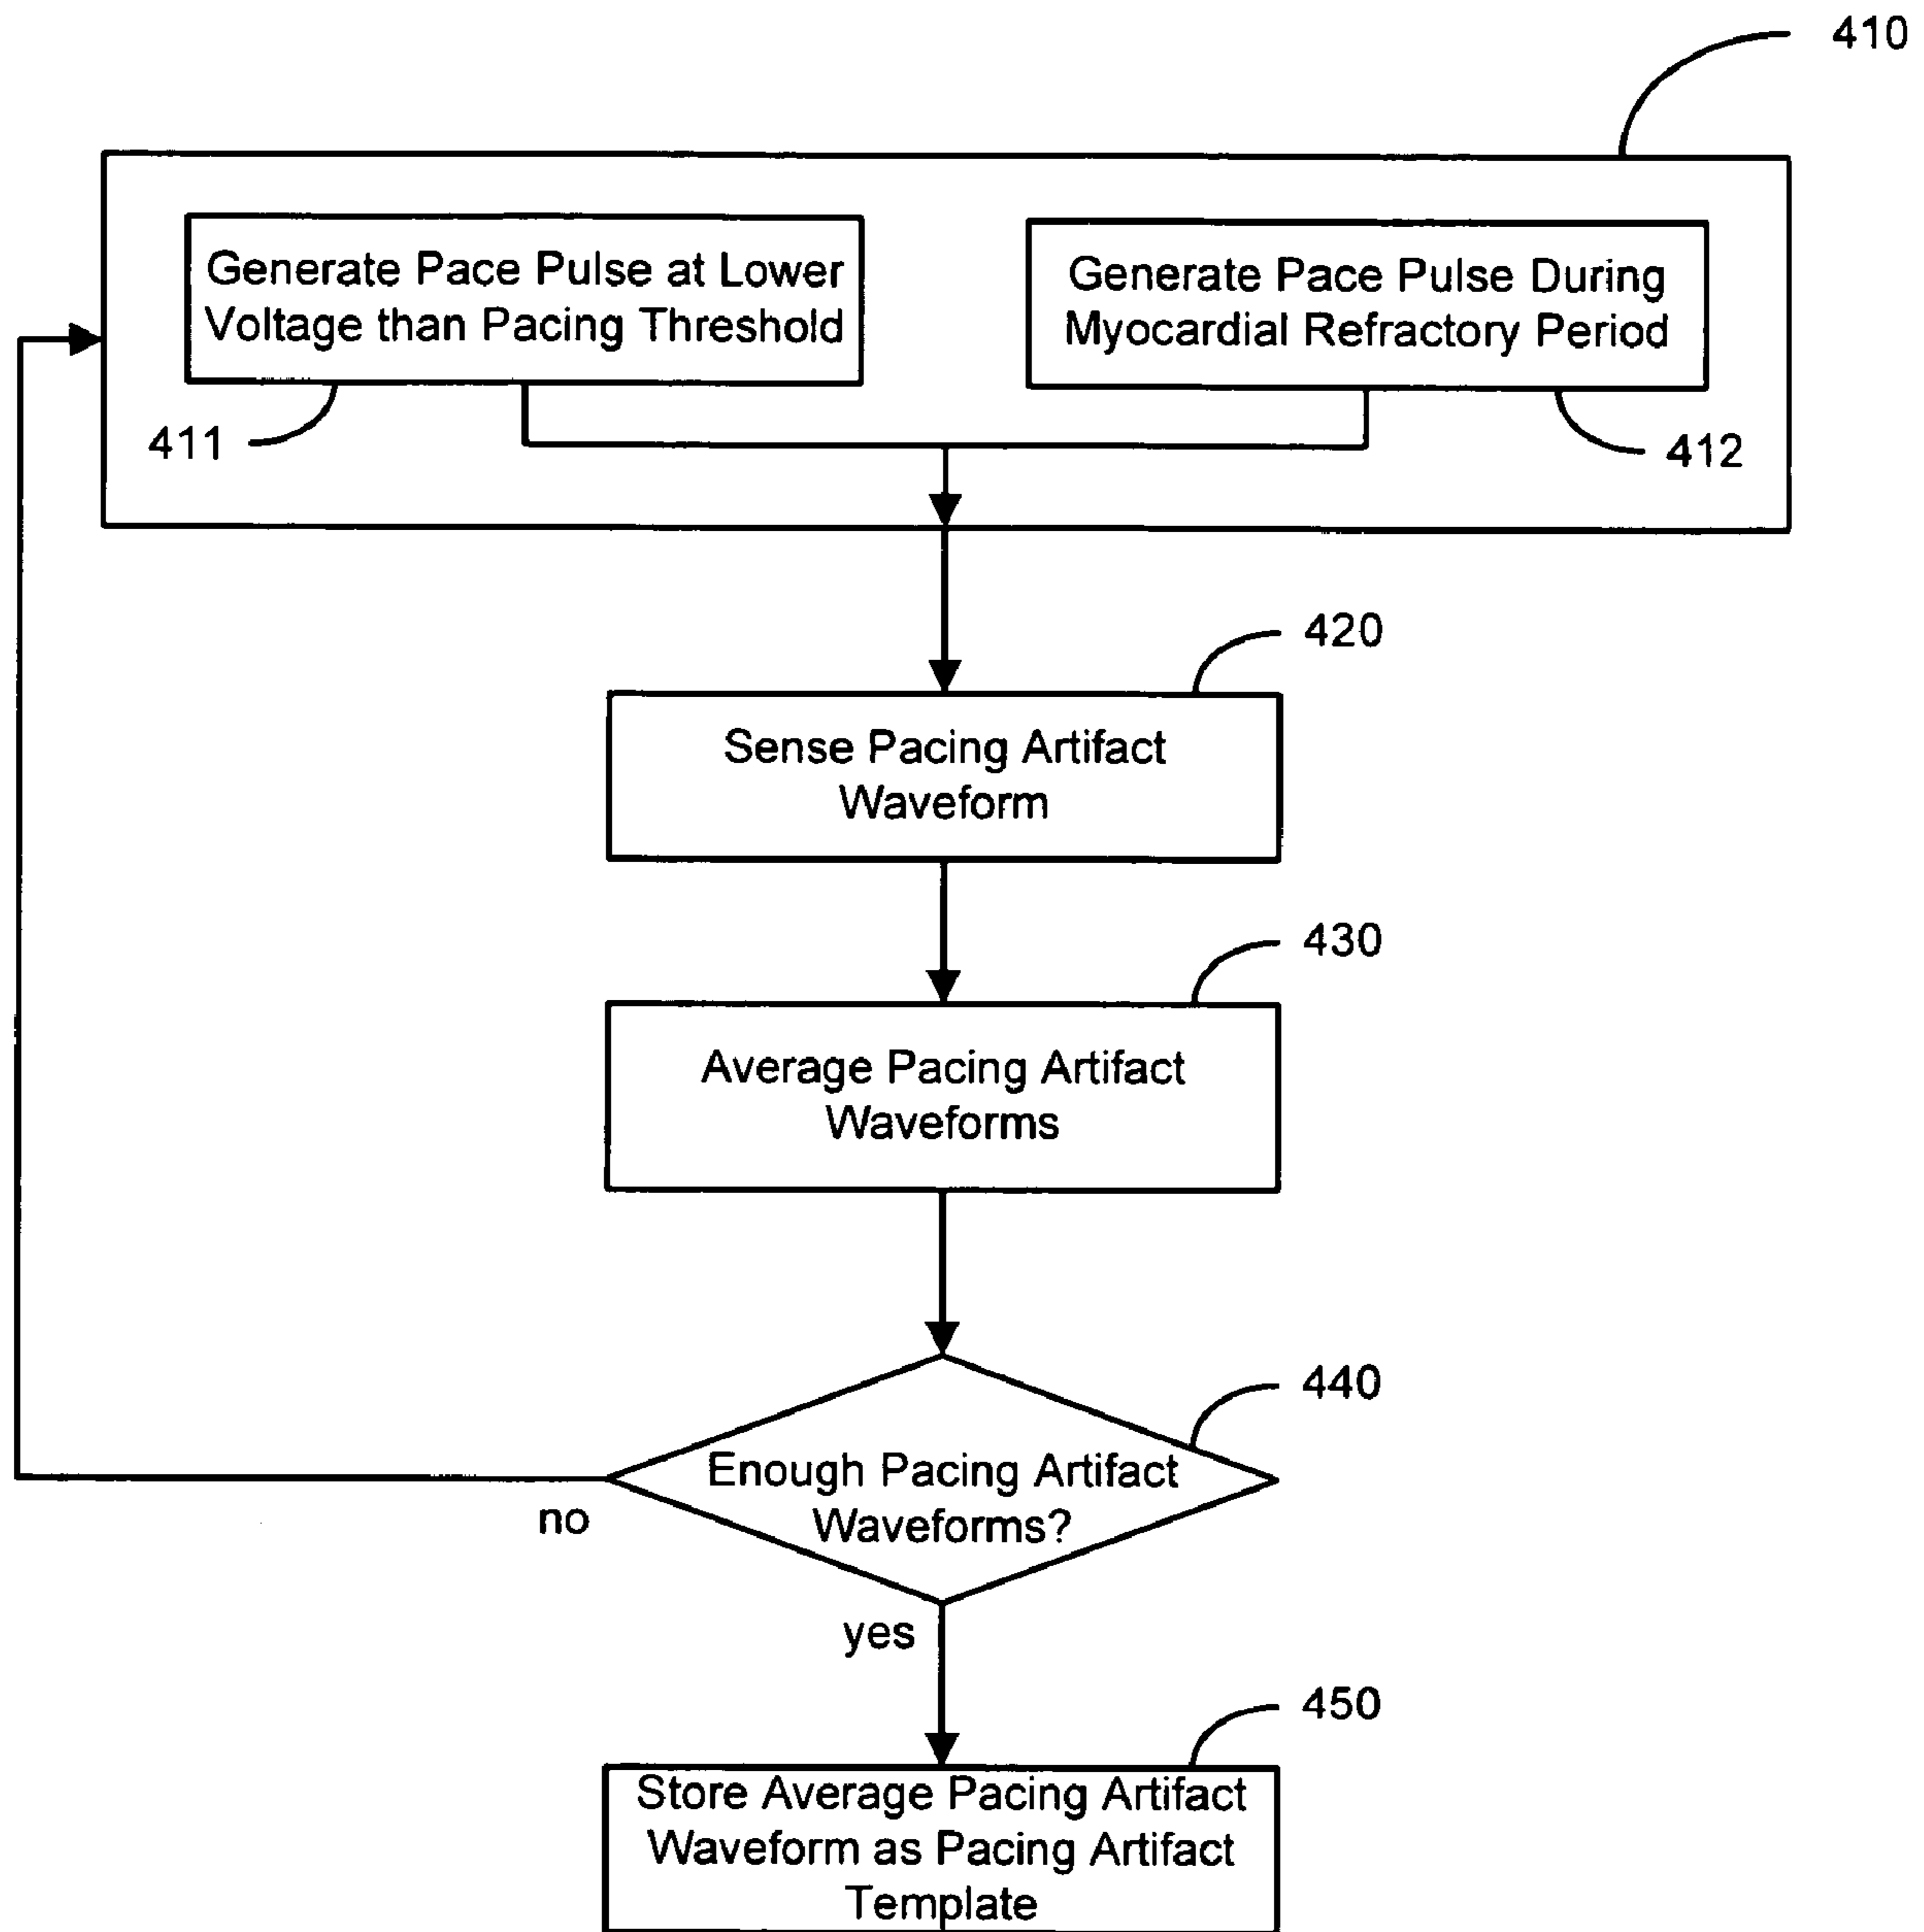 410
Generate Pace Pulse at Lower
Voltage than Pacing Threshold
Generate Pace Pulse During
Myocardial Refractory Period
411
412
420
Sense Pacing Artifact
Waveform
430
Average Pacing Artifact
Waveforms
440
Enough Pacing Artifact
Waveforms?
no
yes
450
Store Average Pacing Artifact
Waveform as Pacing Artifact
Template